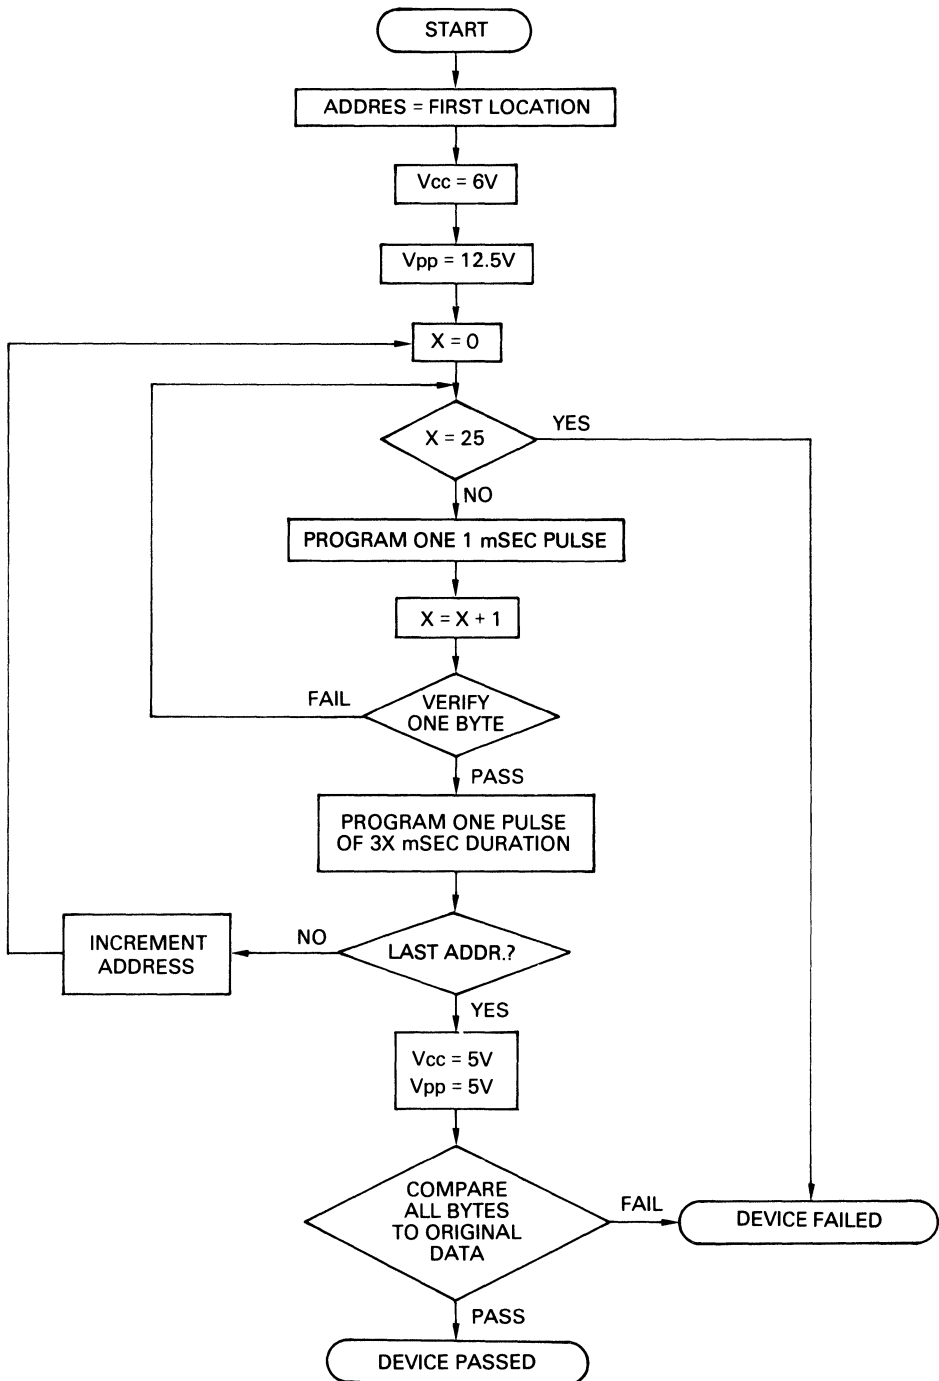 START
ADDRES = FIRST LOCATION
Vcc = 6V
Vpp = 12.5V
X = 0
X = 25
YES
NO
PROGRAM ONE 1 mSEC PULSE
X = X + 1
FAIL
VERIFY
ONE BYTE
PASS
PROGRAM ONE PULSE
OF 3X mSEC DURATION
INCREMENT
ADDRESS
NO
LAST ADDR.?
YES
Vcc = 5V
Vpp = 5V
COMPARE
ALL BYTES
TO ORIGINAL
DATA
FAIL
DEVICE FAILED
PASS
DEVICE PASSED